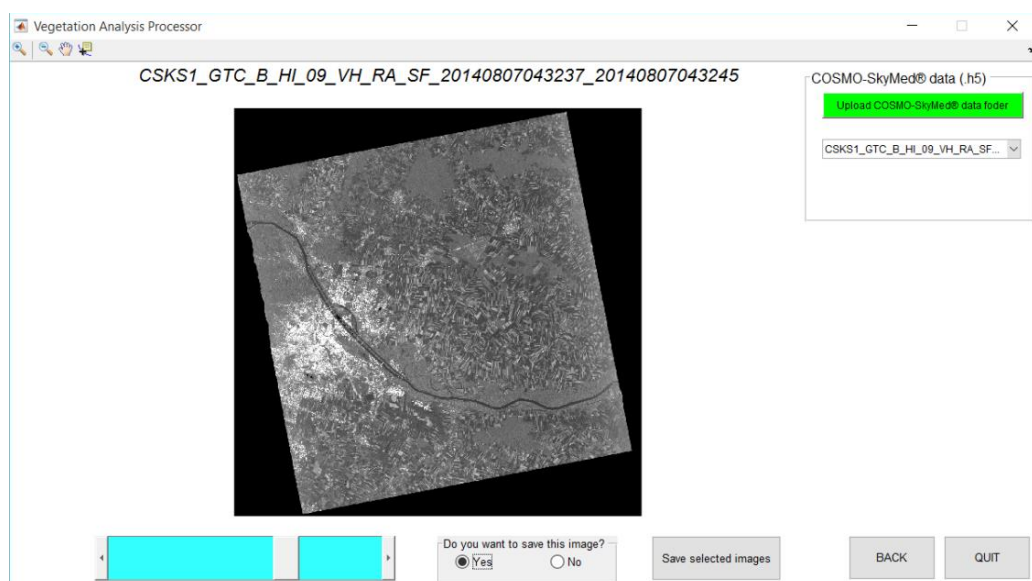 Vegetation Analysis Processor
CSKS1_GTC_B_HI_09_VH_RA_SF_20140807043237_20140807043245
COSMO-SkyMed® data (.h5)
Upload COSMO-SkyMed® data foder
CSKS1_GTC_B_HI_09_VH_RA_SF...
Do you want to save this image?
Yes No
Save selected images
BACK
QUIT